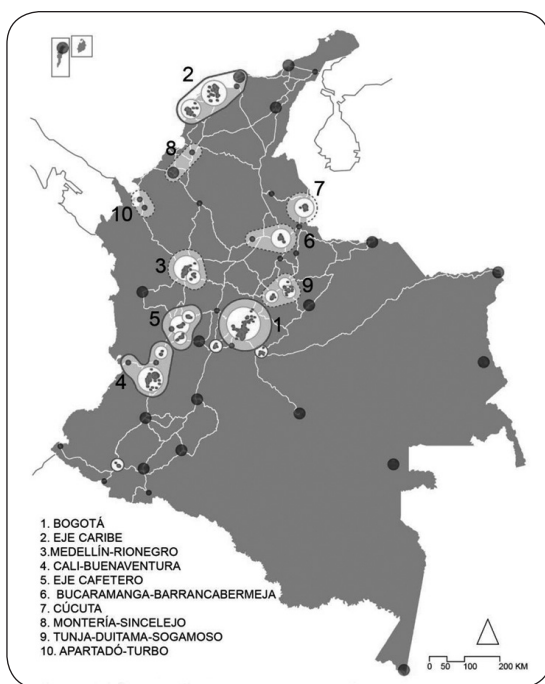 2
8
7
10
6
3
9
5
1
4
1. BOGOTÁ
2. EJE CARIBE
3.MEDELLÍN-RIONEGRO
4. CALI-BUENAVENTURA
5. EJE CAFETERO
6. BUCARAMANGA-BARRANCABERMEJA
7. CÚCUTA
8. MONTERÍA-SINCELEJO
9. TUNJA-DUITAMA-SOGAMOSO
10. APARTADÓ-TURBO
0 50 100 200 KM